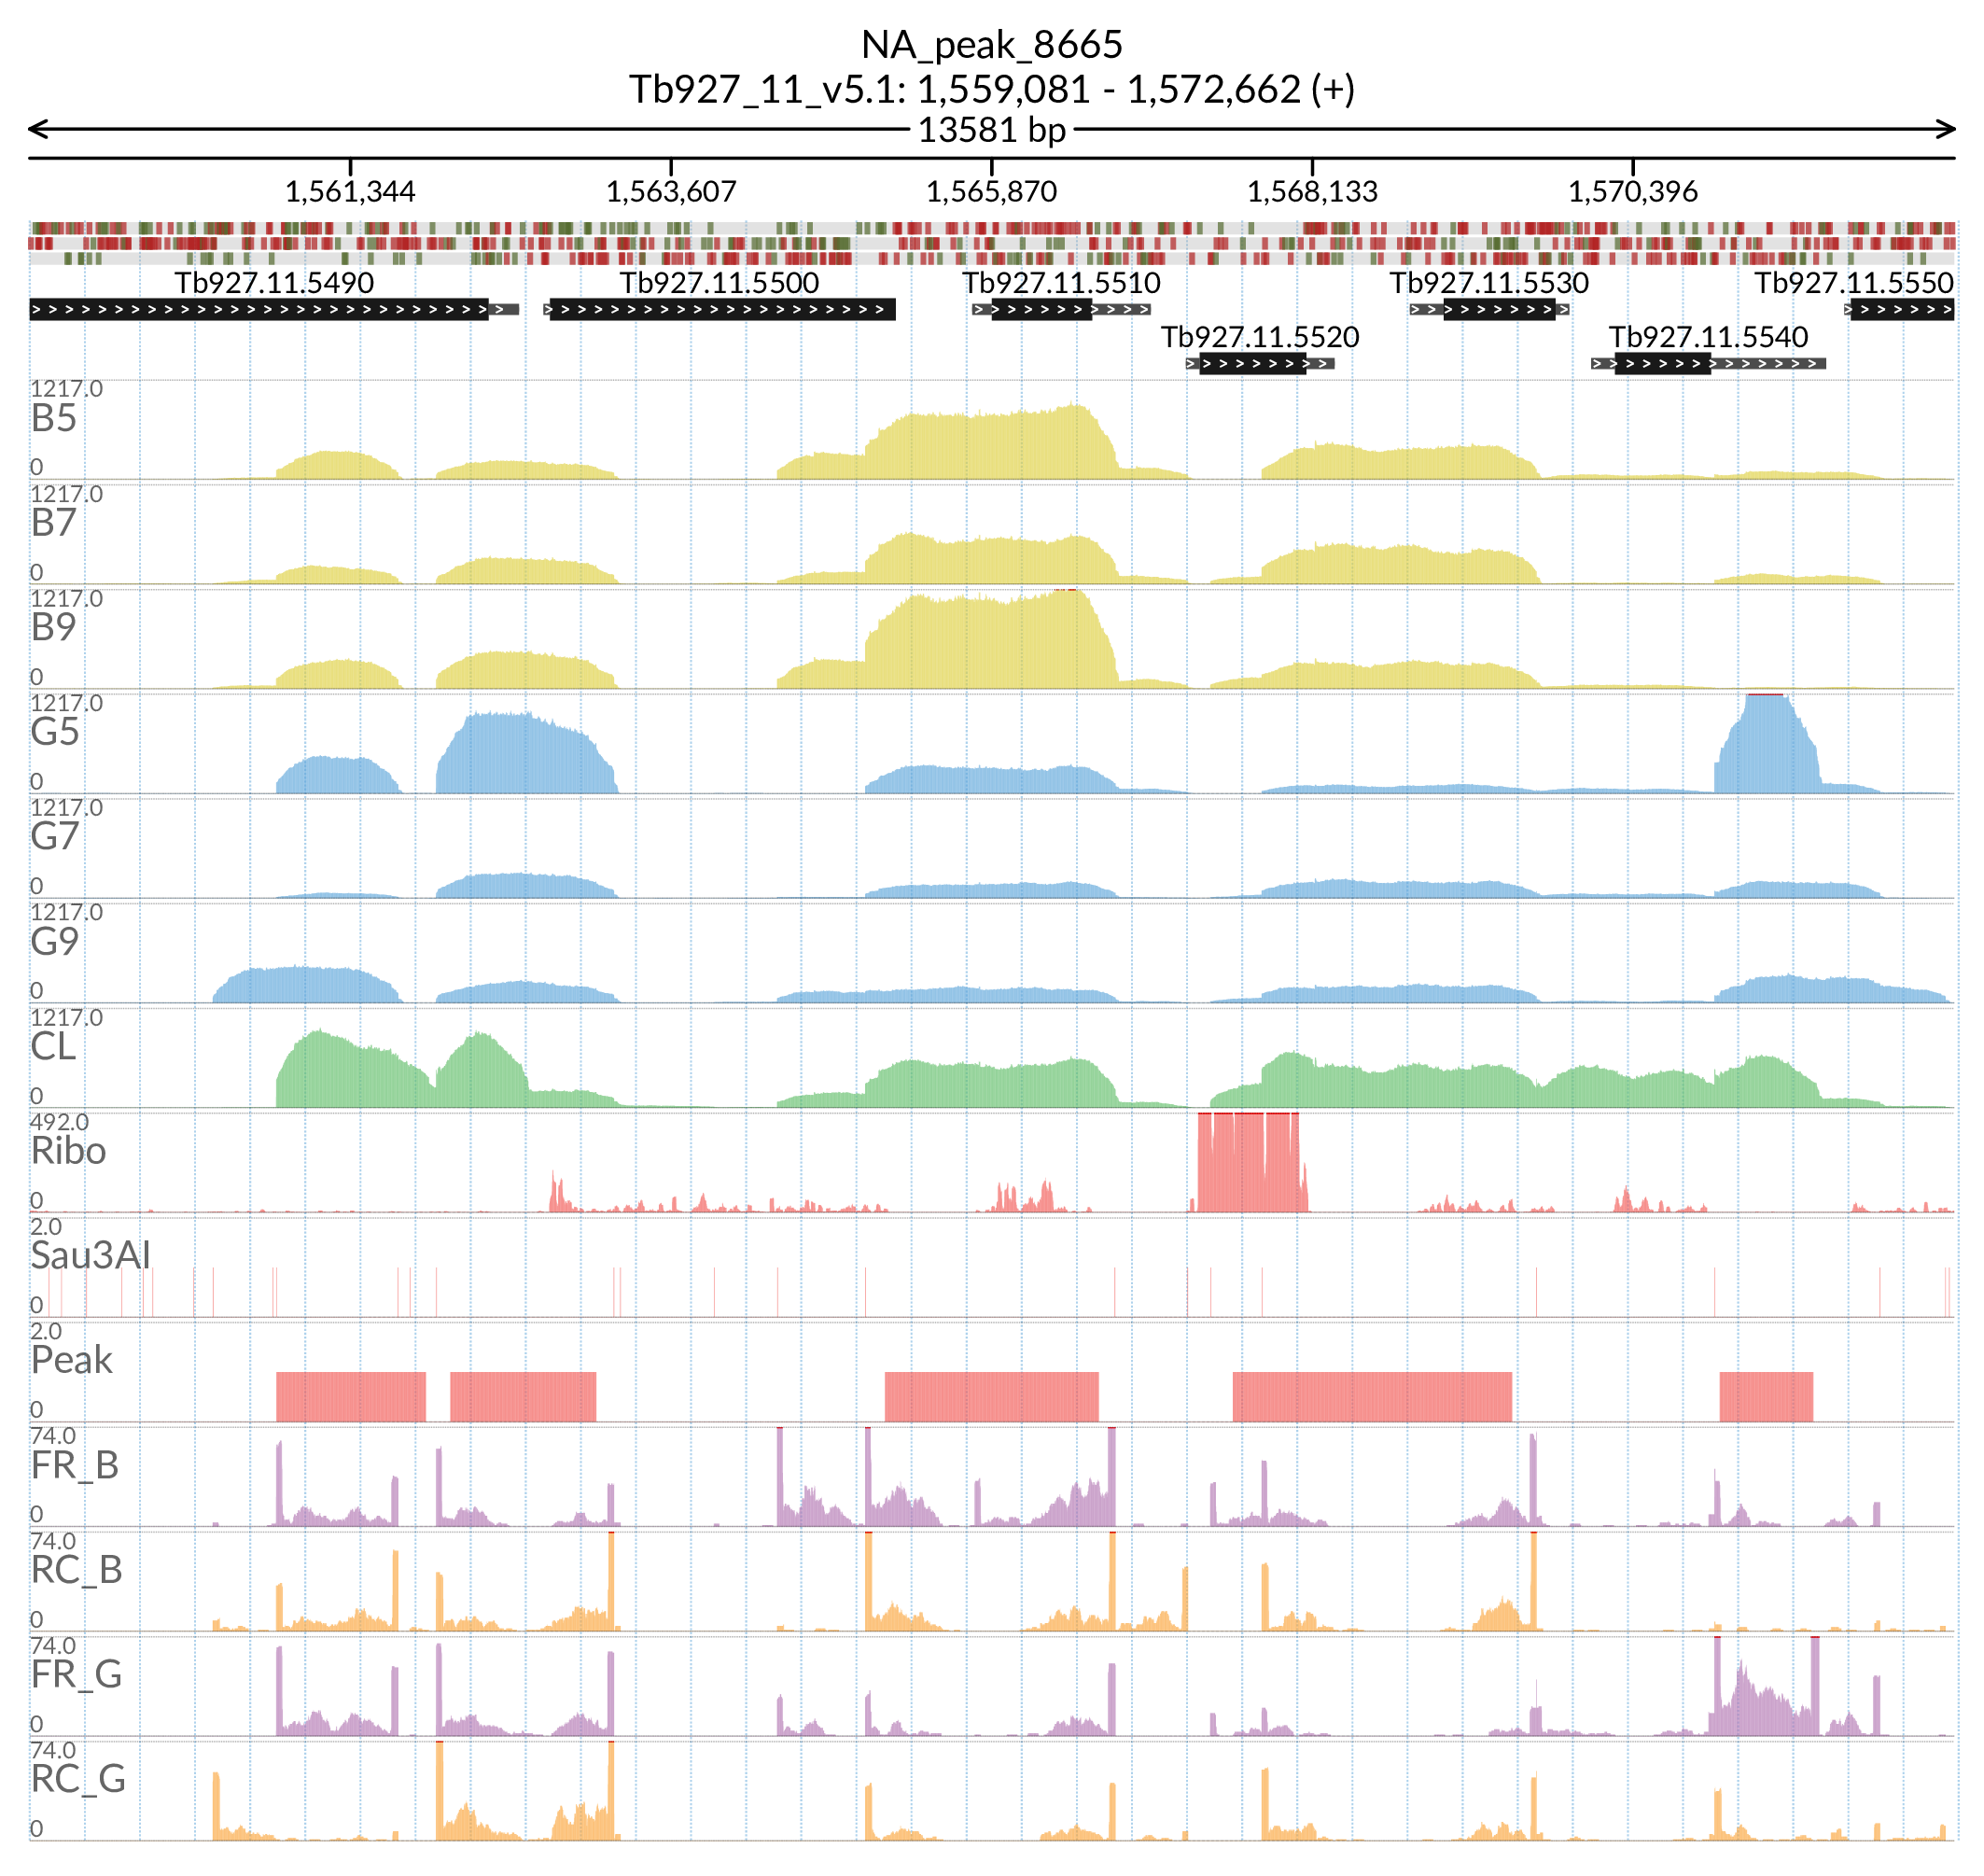 NA_peak_8665
Tb927_11_v5.1: 1,559,081 - 1,572,662 (+)
13581 bp
1,561,344 1,563,607 1,565,870 1,568,133 1,570,396
Tb927.11.5490 Tb927.11.5500 Tb927.11.5510 Tb927.11.5530 Tb927.11.5550
Tb927.11.5520 Tb927.11.5540
1217.0
B5
0
1217.0
B7
0
1217.0
B9
0
1217.0
G5
0
1217.0
G7
0
1217.0
G9
0
1217.0
CL
0
492.0
Ribo
0
2.0
Sau3AI
0
2.0
Peak
0
74.0
FR_B
0
74.0
RC_B
0
74.0
FR_G
0
74.0
RC_G
0